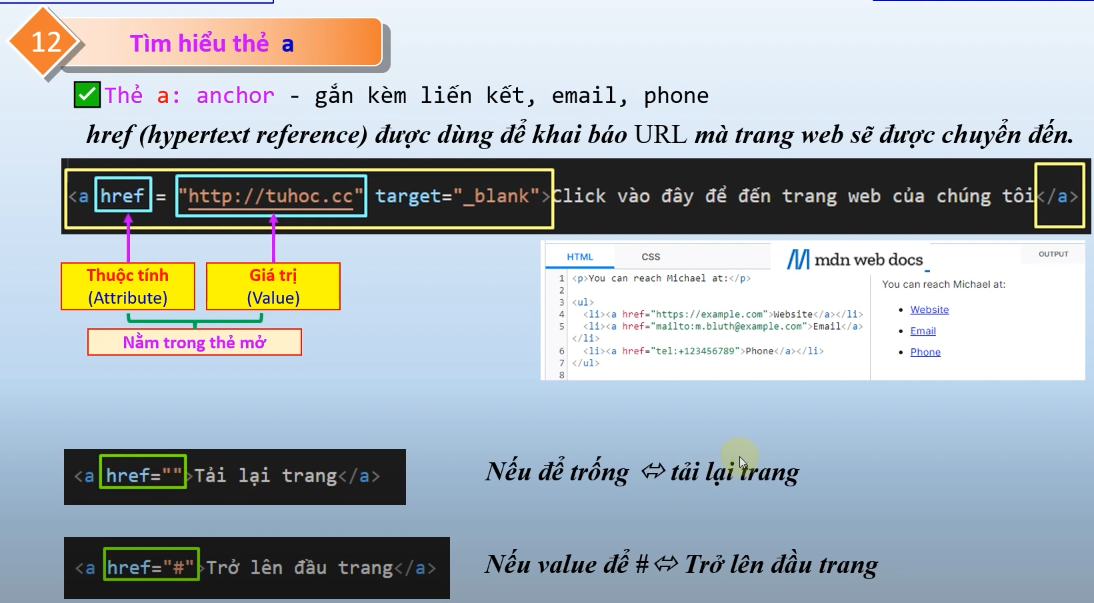 12
Tìm hiểu thẻ a
Thẻ a: anchor - gắn kèm liến kết, email, phone
href (hypertext reference) được dùng để khai báo URL mà trang web sẽ được chuyển đến.
<a href = "http://tuhoc.cc" target="_blank">Click vào đây để đến trang web của chúng tôi</a>
Thuộc tính
(Attribute)
Giá trị
(Value)
Nằm trong thẻ mở
HTML CSS
mdn web docs_
OUTPUT
1 <p>You can reach Michael at:</p>
2
3 <ul>
4 <li><a href="https://example.com">Website</a></li>
5 <li><a href="mailto:m.bluth@example.com">Email</a>
</li>
6 <li><a href="tel:+123456789">Phone</a></li>
7 </ul>
8
You can reach Michael at:
• Website
• Email
• Phone
<a href="">Tải lại trang</a>
Nếu để trống ⇔ tải lại trang
<a href="#">Trở lên đầu trang</a>
Nếu value để # ⇔ Trở lên đầu trang